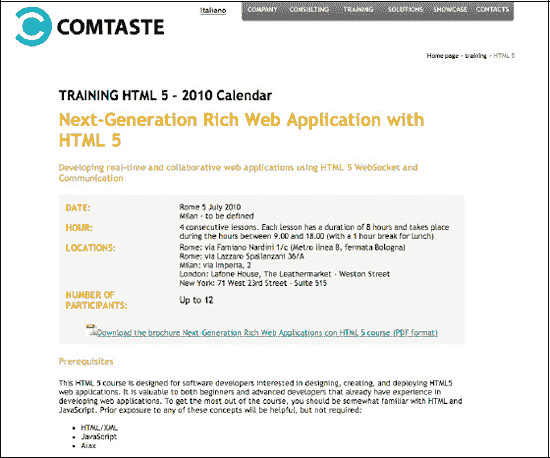 Italiano
COMPANY CONSULTING TRAINING SOLUTIONS SHOWCASE CONTACTS
COMTASTE
Home page > training > HTML 5
TRAINING HTML 5 - 2010 Calendar
Next-Generation Rich Web Application with
HTML 5
Developing real-time and collaborative web applications using HTML 5 WebSocket and
Communication
DATE: Rome 5 July 2010
Milan - to be defined
HOUR: 4 consecutive lessons. Each lesson has a duration of 8 hours and takes place
during the hours between 9.00 and 18.00 (with a 1 hour break for lunch)
LOCATIONS: Rome: via Famiano Nardini 1/c (Metro linea B, fermata Bologna)
Rome: via Lazzaro Spallanzani 36/A
Milan: via Imperia, 2
London: Lafone House, The Leathermarket - Weston Street
New York: 71 West 23rd Street - Suite 515
NUMBER OF
PARTICIPANTS: Up to 12
Download the brochure Next-Generation Rich Web Applications con HTML 5 course (PDF format)
Prerequisites
This HTML 5 course is designed for software developers interested in designing, creating, and deploying HTML5
web applications. It is valuable to both beginners and advanced developers that already have experience in
developing web applications. To get the most out of the course, you should be somewhat familiar with HTML and
JavaScript. Prior exposure to any of these concepts will be helpful, but not required:
• HTML/XML
• JavaScript
• Ajax